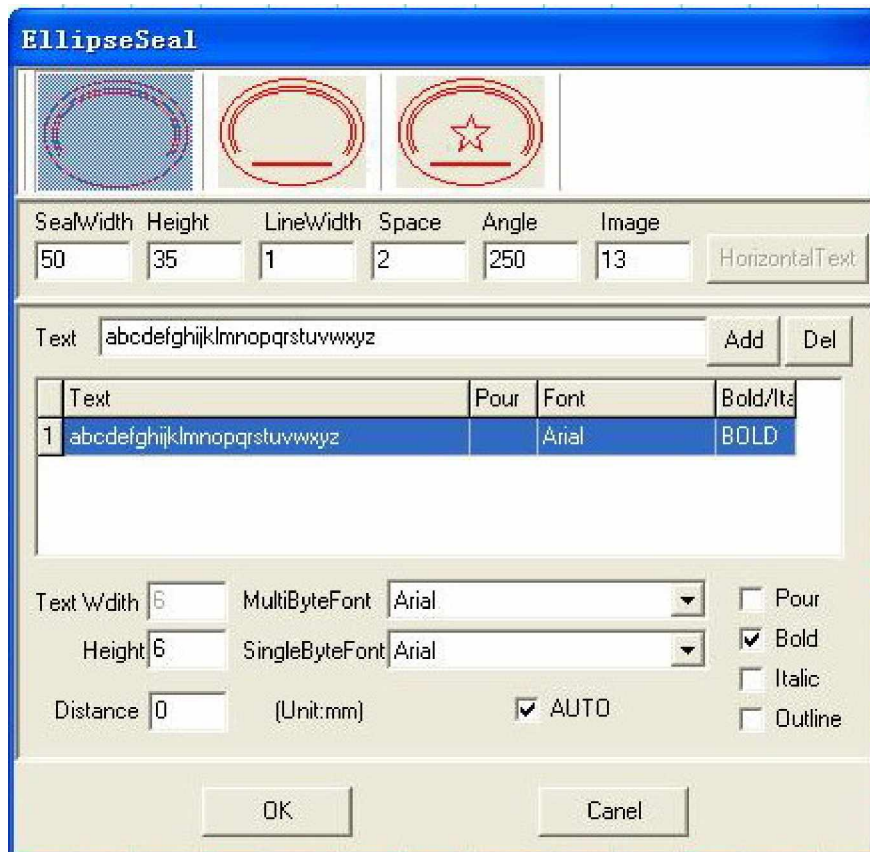 EllipseSeal
SealWidth Height LineWidth Space Angle Image
50 35 1 2 250 13 HorizontalText
Text abcdefghijklmnopqrstuvwxyz Add Del
Text Pour Font Bold/Ita
1 abcdefghijklmnopqrstuvwxyz Arial BOLD
Text Wdith 6 MultiByteFont Arial Pour
Height 6 SingleByteFont Arial Bold
Italic
Distance 0 (Unit:mm) AUTO Outline
OK Canel